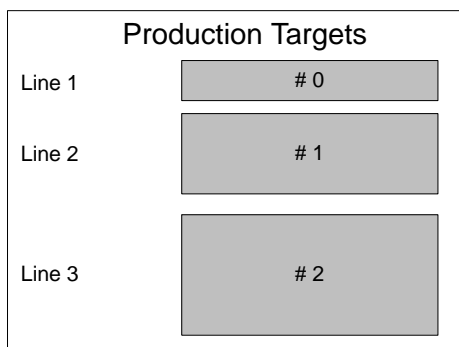 Production Targets
Line 1 # 0
Line 2 # 1
Line 3 # 2